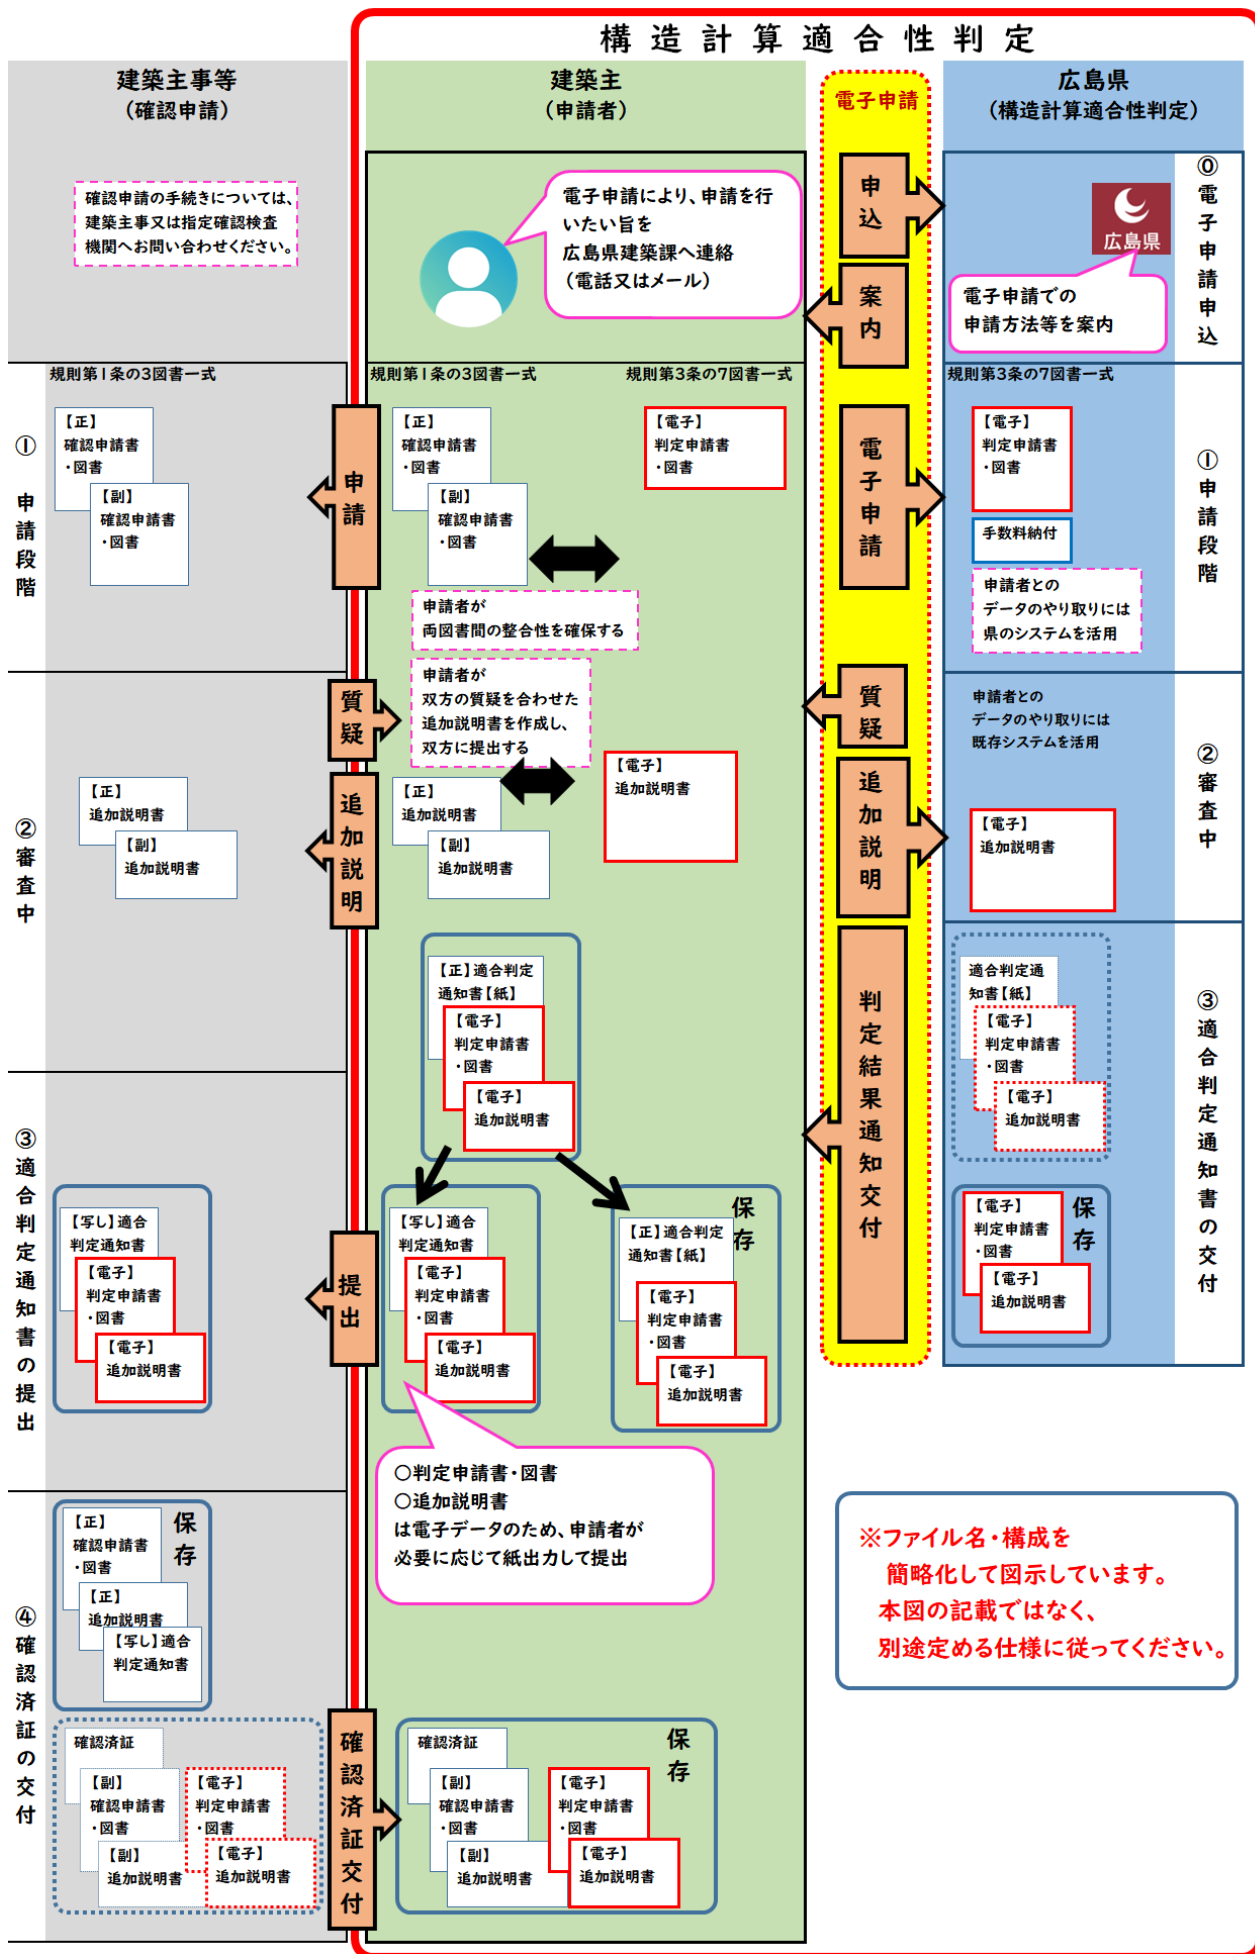 構造計算適合性判定
建築主事等
（確認申請）
建築主
（申請者）
電子申請
広島県
（構造計算適合性判定）
確認申請の手続きについては、
建築主事又は指定確認検査
機関へお問い合わせください。
電子申請により、申請を行
いたい旨を
広島県建築課へ連絡
（電話又はメール）
申込
案内
広島県
電子申請での
申請方法等を案内
⓪電子申請申込
規則第1条の3図書一式
規則第1条の3図書一式
規則第3条の7図書一式
規則第3条の7図書一式
①申請段階
【正】
確認申請書
・図書
【副】
確認申請書
・図書
申請
【正】
確認申請書
・図書
【副】
確認申請書
・図書
【電子】
判定申請書
・図書
申請者が
両図書間の整合性を確保する
電子申請
【電子】
判定申請書
・図書
手数料納付
申請者との
データのやり取りには
県のシステムを活用
①申請段階
②審査中
質疑
申請者が
双方の質疑を合わせた
追加説明書を作成し、
双方に提出する
質疑
申請者との
データのやり取りには
既存システムを活用
②審査中
【正】
追加説明書
【副】
追加説明書
追加説明
【正】
追加説明書
【副】
追加説明書
【電子】
追加説明書
追加説明
【電子】
追加説明書
【正】適合判定
通知書【紙】
【電子】
判定申請書
・図書
【電子】
追加説明書
判定結果通知交付
適合判定通
知書【紙】
【電子】
判定申請書
・図書
【電子】
追加説明書
③適合判定通知書の交付
③適合判定通知書の提出
【写し】適合
判定通知書
【電子】
判定申請書
・図書
【電子】
追加説明書
提出
【写し】適合
判定通知書
【電子】
判定申請書
・図書
【電子】
追加説明書
保存
【正】適合判定
通知書【紙】
【電子】
判定申請書
・図書
【電子】
追加説明書
保存
【電子】
判定申請書
・図書
【電子】
追加説明書
○判定申請書・図書
○追加説明書
は電子データのため、申請者が
必要に応じて紙出力して提出
※ファイル名・構成を
簡略化して図示しています。
本図の記載ではなく、
別途定める仕様に従ってください。
④確認済証の交付
保存
【正】
確認申請書
・図書
【正】
追加説明書
【写し】適合
判定通知書
確認済証
【副】
確認申請書
・図書
【副】
追加説明書
【電子】
判定申請書
・図書
【電子】
追加説明書
確認済証交付
保存
確認済証
【副】
確認申請書
・図書
【副】
追加説明書
【電子】
判定申請書
・図書
【電子】
追加説明書